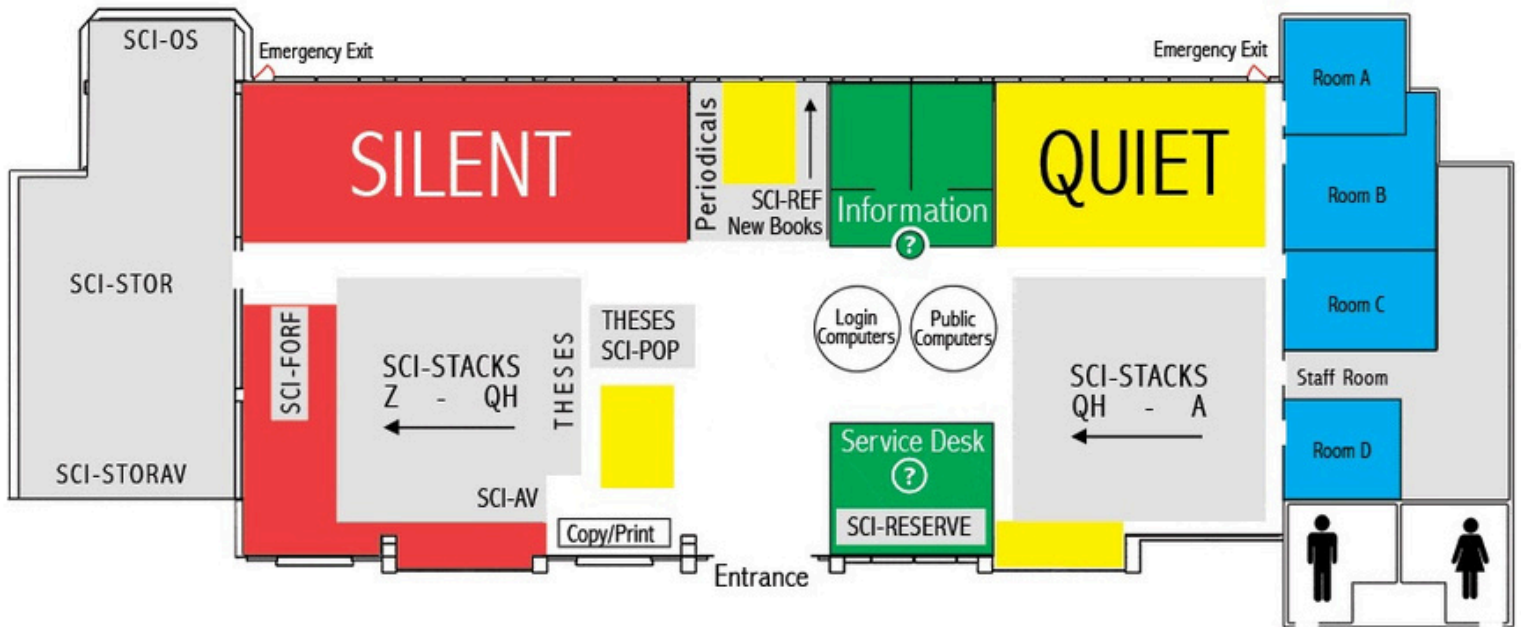 SCI-OS
Emergency Exit
Emergency Exit
Room A
SILENT
Periodicals
SCI-REF
New Books
Information
?
QUIET
Room B
SCI-STOR
Room C
SCI-FORF
SCI-STACKS
Z - QH
THESES
THESES
SCI-POP
Login
Computers
Public
Computers
SCI-STACKS
QH - A
Staff Room
Room D
SCI-STORAV
SCI-AV
Copy/Print
Service Desk
?
SCI-RESERVE
Entrance